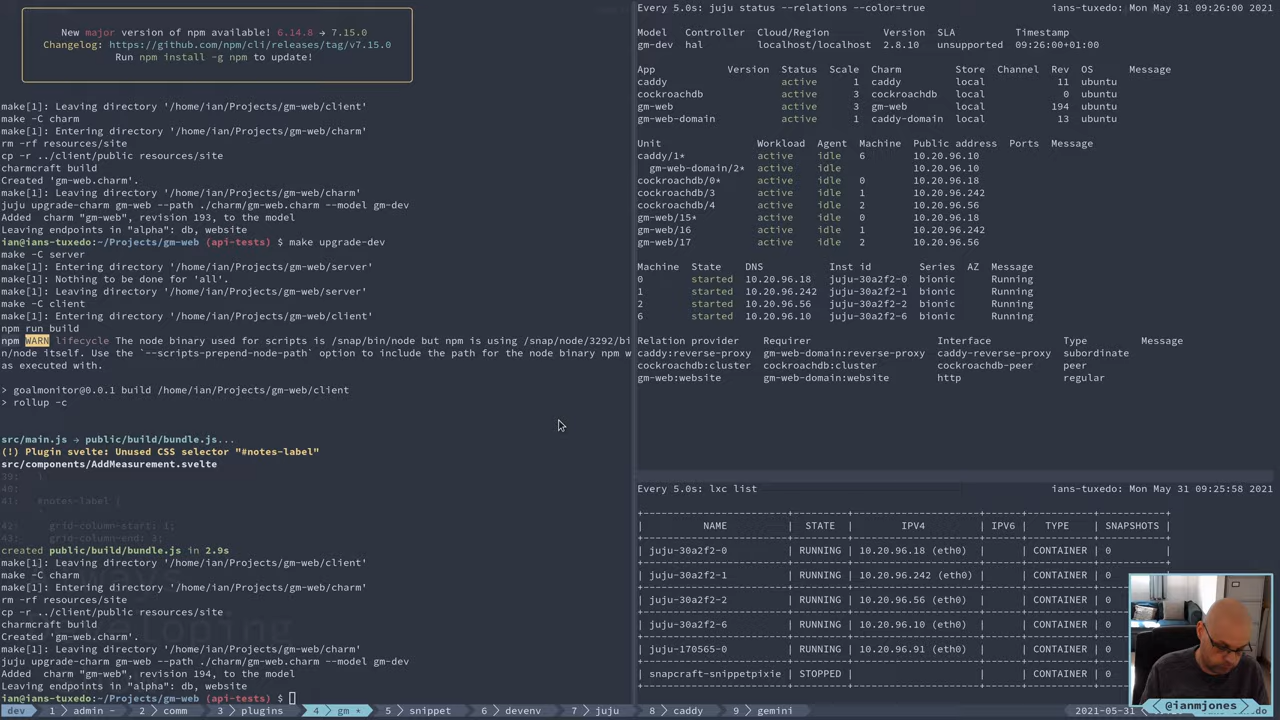 New major version of npm available! 6.14.8 → 7.15.0
Changelog: https://github.com/npm/cli/releases/tag/v7.15.0
Run npm install -g npm to update!
make[1]: Leaving directory '/home/ian/Projects/gm-web/client'
make -C charm
make[1]: Entering directory '/home/ian/Projects/gm-web/charm'
rm -rf resources/site
cp -r ../client/public resources/site
charmcraft build
Created 'gm-web.charm'.
make[1]: Leaving directory '/home/ian/Projects/gm-web/charm'
juju upgrade-charm gm-web --path ./charm/gm-web.charm --model gm-dev
Added charm "gm-web", revision 193, to the model
Leaving endpoints in "alpha": db, website
ian@ians-tuxedo:~/Projects/gm-web (api-tests) $ make upgrade-dev
make -C server
make[1]: Entering directory '/home/ian/Projects/gm-web/server'
make[1]: Nothing to be done for 'all'.
make[1]: Leaving directory '/home/ian/Projects/gm-web/server'
make -C client
make[1]: Entering directory '/home/ian/Projects/gm-web/client'
npm run build
npm WARN lifecycle The node binary used for scripts is /snap/bin/node but npm is using /snap/node/3292/bi
n/node itself. Use the `--scripts-prepend-node-path` option to include the path for the node binary npm w
as executed with.
> goalmonitor@0.0.1 build /home/ian/Projects/gm-web/client
> rollup -c
src/main.js → public/build/bundle.js...
(!) Plugin svelte: Unused CSS selector "#notes-label"
src/components/AddMeasurement.svelte
39: }
40:
41: #notes-label {
^
42: grid-column-start: 1;
43: grid-column-end: 3;
created public/build/bundle.js in 2.9s
make[1]: Leaving directory '/home/ian/Projects/gm-web/client'
make -C charm
make[1]: Entering directory '/home/ian/Projects/gm-web/charm'
rm -rf resources/site
cp -r ../client/public resources/site
charmcraft build
Created 'gm-web.charm'.
make[1]: Leaving directory '/home/ian/Projects/gm-web/charm'
juju upgrade-charm gm-web --path ./charm/gm-web.charm --model gm-dev
Added charm "gm-web", revision 194, to the model
Leaving endpoints in "alpha": db, website
ian@ians-tuxedo:~/Projects/gm-web (api-tests) $
Every 5.0s: juju status --relations --color=true ians-tuxedo: Mon May 31 09:26:00 2021
Model Controller Cloud/Region Version SLA Timestamp
gm-dev hal localhost/localhost 2.8.10 unsupported 09:26:00+01:00
App Version Status Scale Charm Store Channel Rev OS Message
caddy active 1 caddy local 11 ubuntu
cockroachdb active 3 cockroachdb local 0 ubuntu
gm-web active 3 gm-web local 194 ubuntu
gm-web-domain active 1 caddy-domain local 13 ubuntu
Unit Workload Agent Machine Public address Ports Message
caddy/1* active idle 6 10.20.96.10
gm-web-domain/2* active idle 10.20.96.10
cockroachdb/0* active idle 0 10.20.96.18
cockroachdb/3 active idle 1 10.20.96.242
cockroachdb/4 active idle 2 10.20.96.56
gm-web/15* active idle 0 10.20.96.18
gm-web/16 active idle 1 10.20.96.242
gm-web/17 active idle 2 10.20.96.56
Machine State DNS Inst id Series AZ Message
0 started 10.20.96.18 juju-30a2f2-0 bionic Running
1 started 10.20.96.242 juju-30a2f2-1 bionic Running
2 started 10.20.96.56 juju-30a2f2-2 bionic Running
6 started 10.20.96.10 juju-30a2f2-6 bionic Running
Relation provider Requirer Interface Type Message
caddy:reverse-proxy gm-web-domain:reverse-proxy caddy-reverse-proxy subordinate
cockroachdb:cluster cockroachdb:cluster cockroachdb-peer peer
gm-web:website gm-web-domain:website http regular
Every 5.0s: lxc list ians-tuxedo: Mon May 31 09:25:58 2021
| NAME | STATE | IPV4 | IPV6 | TYPE | SNAPSHOTS |
| juju-30a2f2-0 | RUNNING | 10.20.96.18 (eth0) | | CONTAINER | 0 |
| juju-30a2f2-1 | RUNNING | 10.20.96.242 (eth0) | | CONTAINER | 0 |
| juju-30a2f2-2 | RUNNING | 10.20.96.56 (eth0) | | CONTAINER | 0
| juju-30a2f2-6 | RUNNING | 10.20.96.10 (eth0) | | CONTAINER | 0
| juju-170565-0 | RUNNING | 10.20.96.91 (eth0) | | CONTAINER | 0
| snapcraft-snippetpixie | STOPPED | | | CONTAINER | 0
dev 1 admin - 2 comm 3 plugins 4 gm * 5 snippet 6 devenv 7 juju 8 caddy 9 gemini 2021-05-31
</> @ianmjones </>